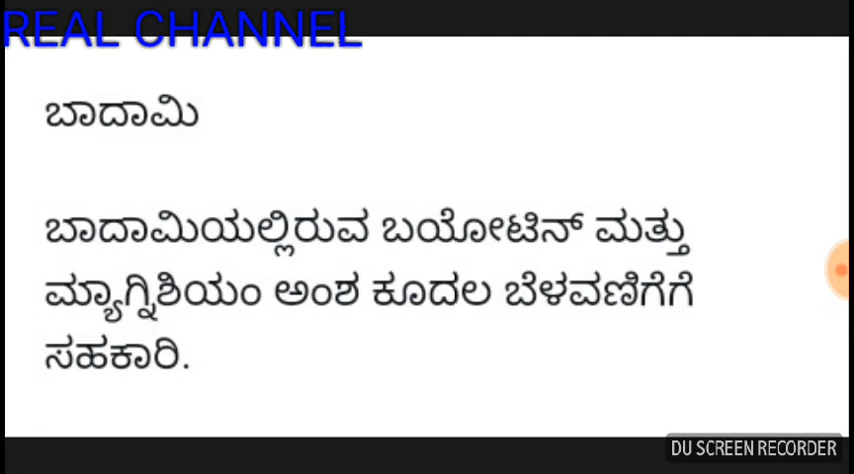 REAL CHANNEL
ಬಾದಾಮಿ
ಬಾದಾಮಿಯಲ್ಲಿರುವ ಬಯೋಟಿನ್ ಮತ್ತು
ಮ್ಯಾಗ್ನಿಶಿಯಂ ಅಂಶ ಕೂದಲ ಬೆಳವಣಿಗೆಗೆ
ಸಹಕಾರಿ.
DU SCREEN RECORDER